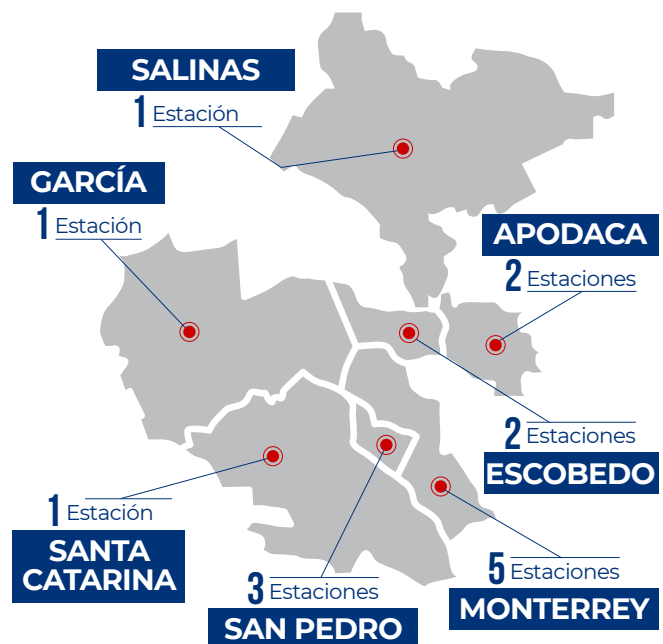 SALINAS
1 Estación
GARCÍA
1 Estación
APODACA
2 Estaciones
2 Estaciones
ESCOBEDO
1 Estación
SANTA
CATARINA
3 Estaciones
SAN PEDRO
5 Estaciones
MONTERREY